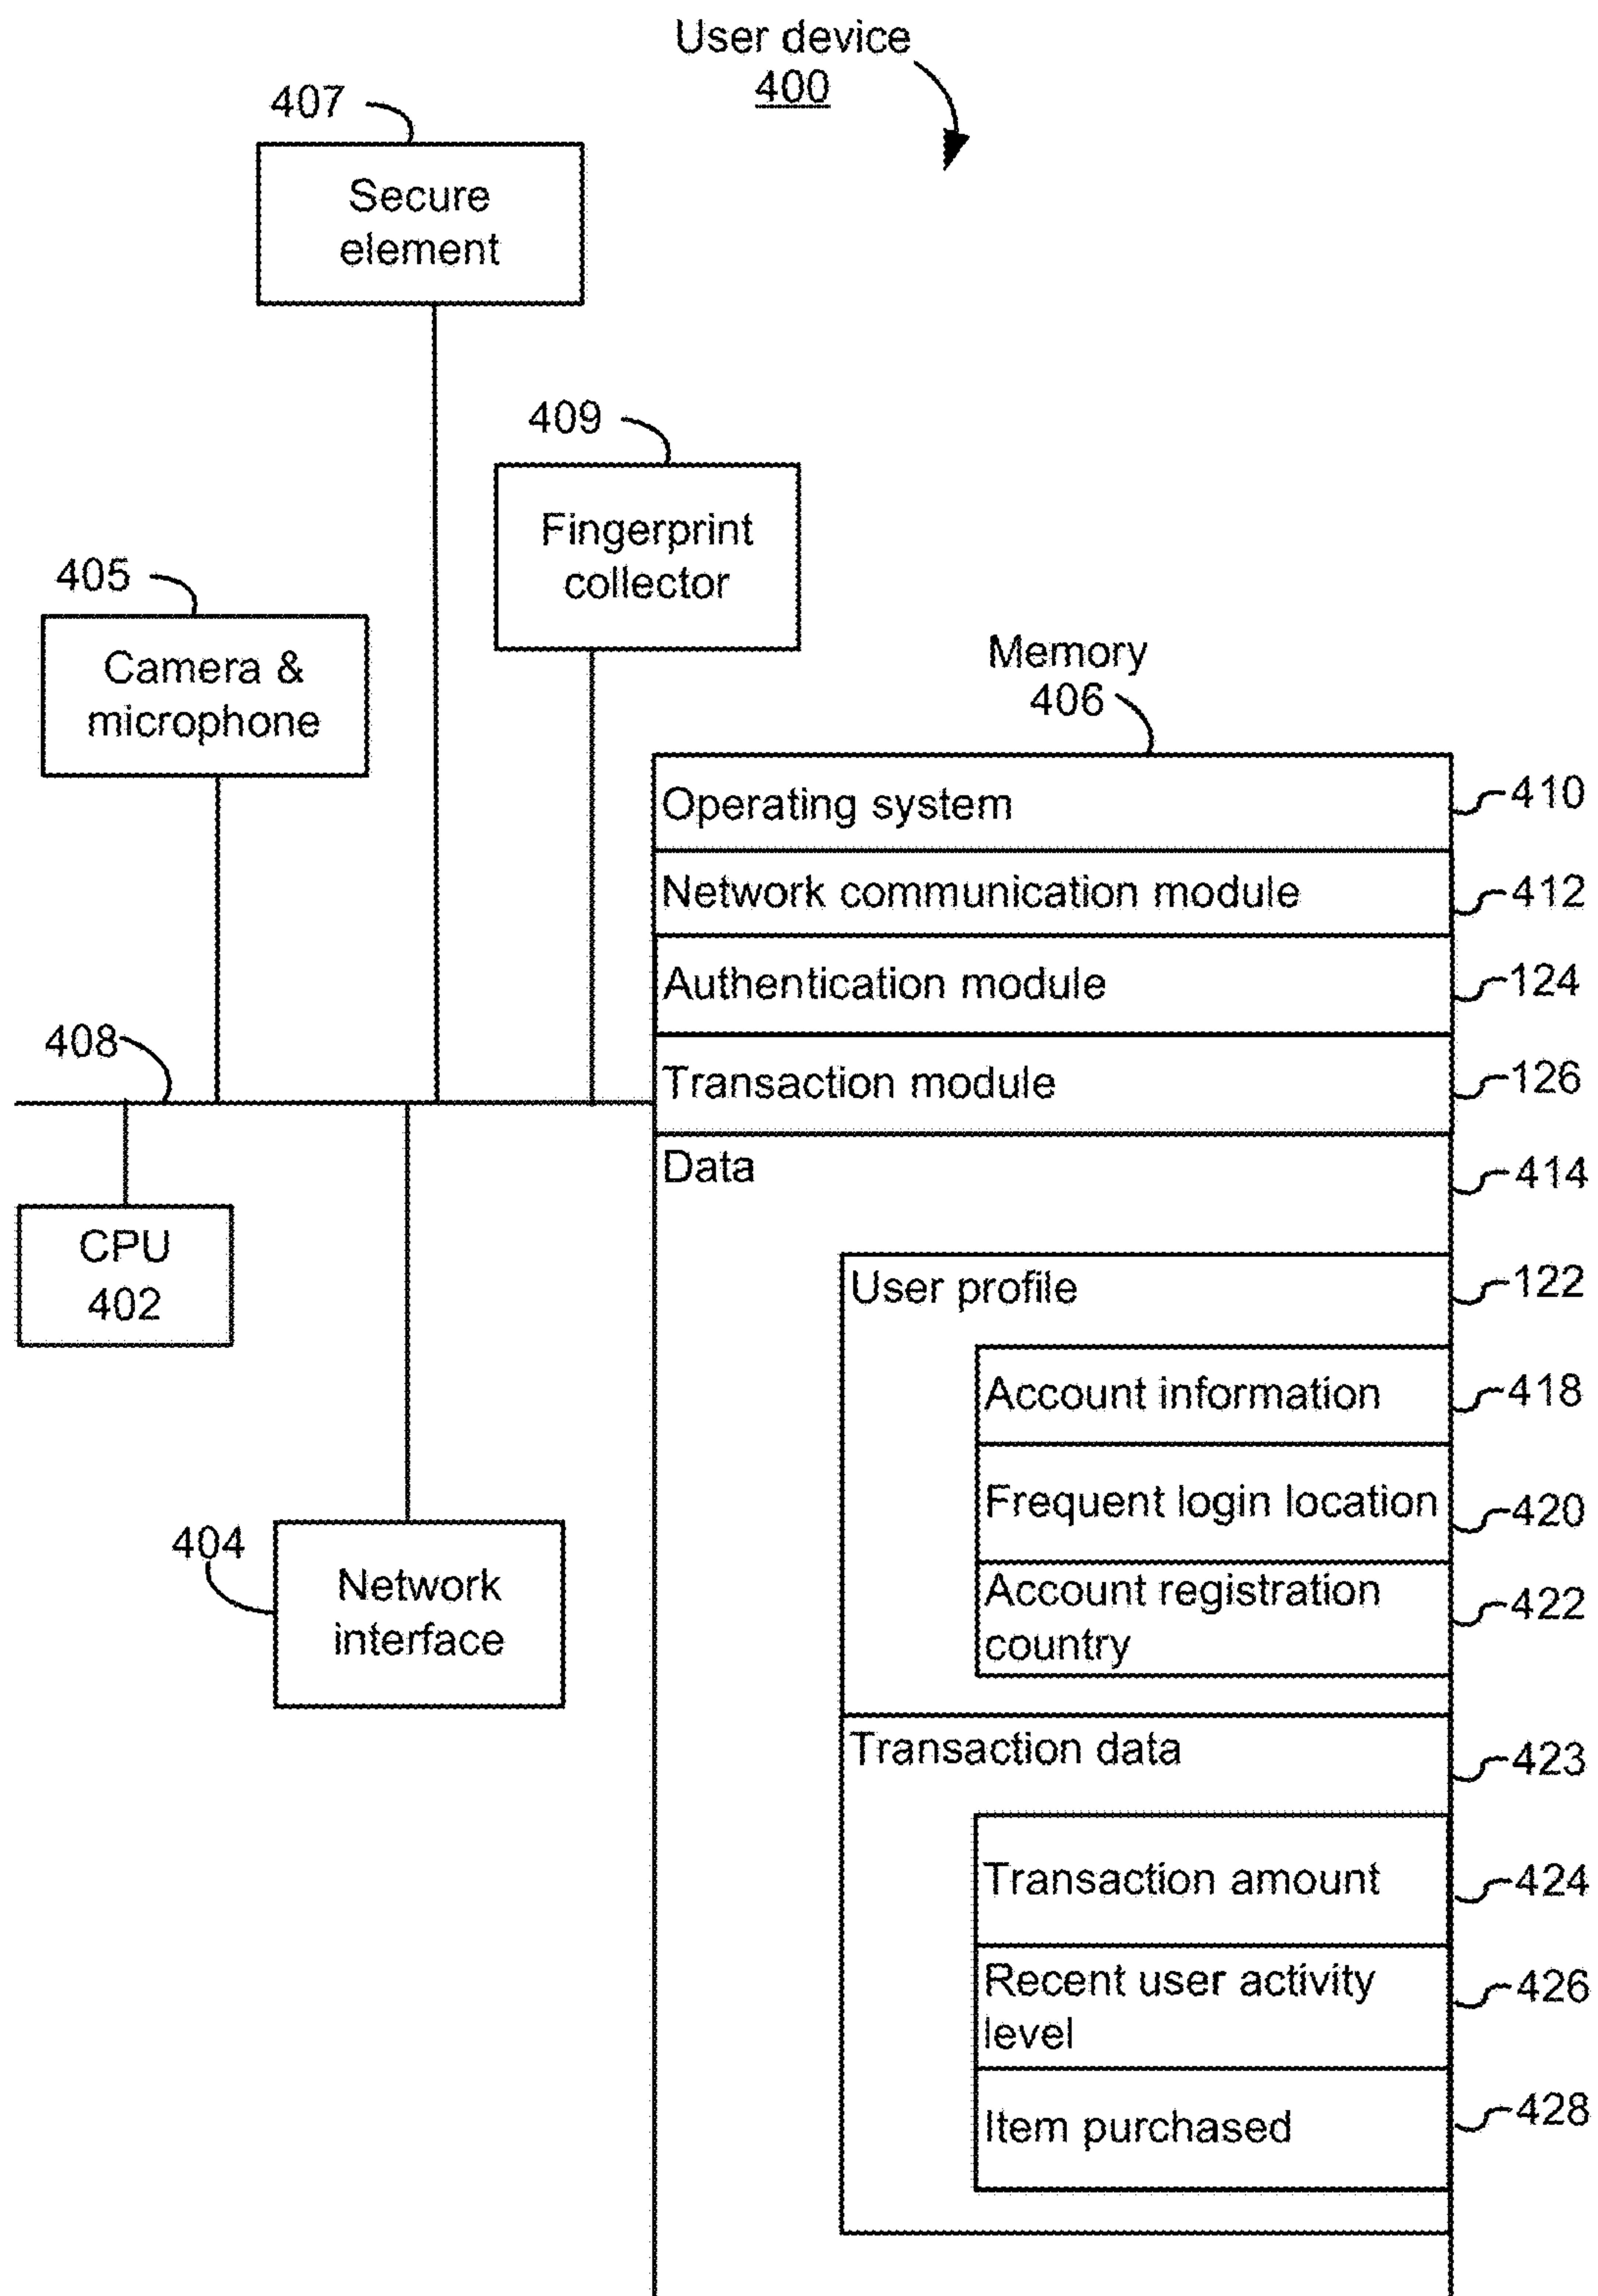 User device
400
407
Secure
element
409
Fingerprint
collector
405
Camera &
microphone
Memory
406
Operating system
410
Network communication module
412
Authentication module
124
408
Transaction module
126
Data
414
CPU
402
User profile
122
Account information
418
Frequent login location
420
404
Network
interface
Account registration
country
422
Transaction data
423
Transaction amount
424
Recent user activity
level
426
Item purchased
428